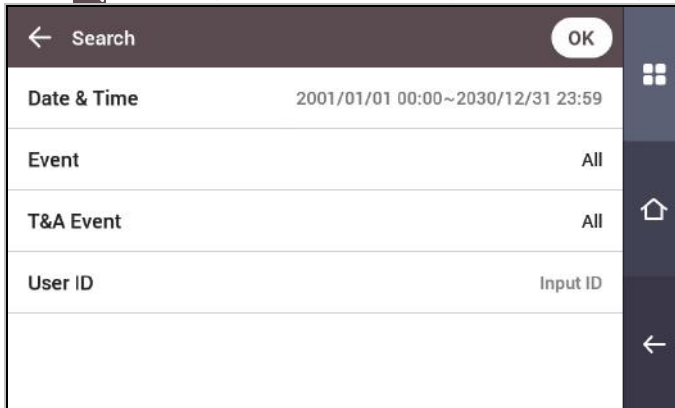 Search
OK
Date & Time 2001/01/01 00:00~2030/12/31 23:59
Event All
T&A Event All
User ID Input ID